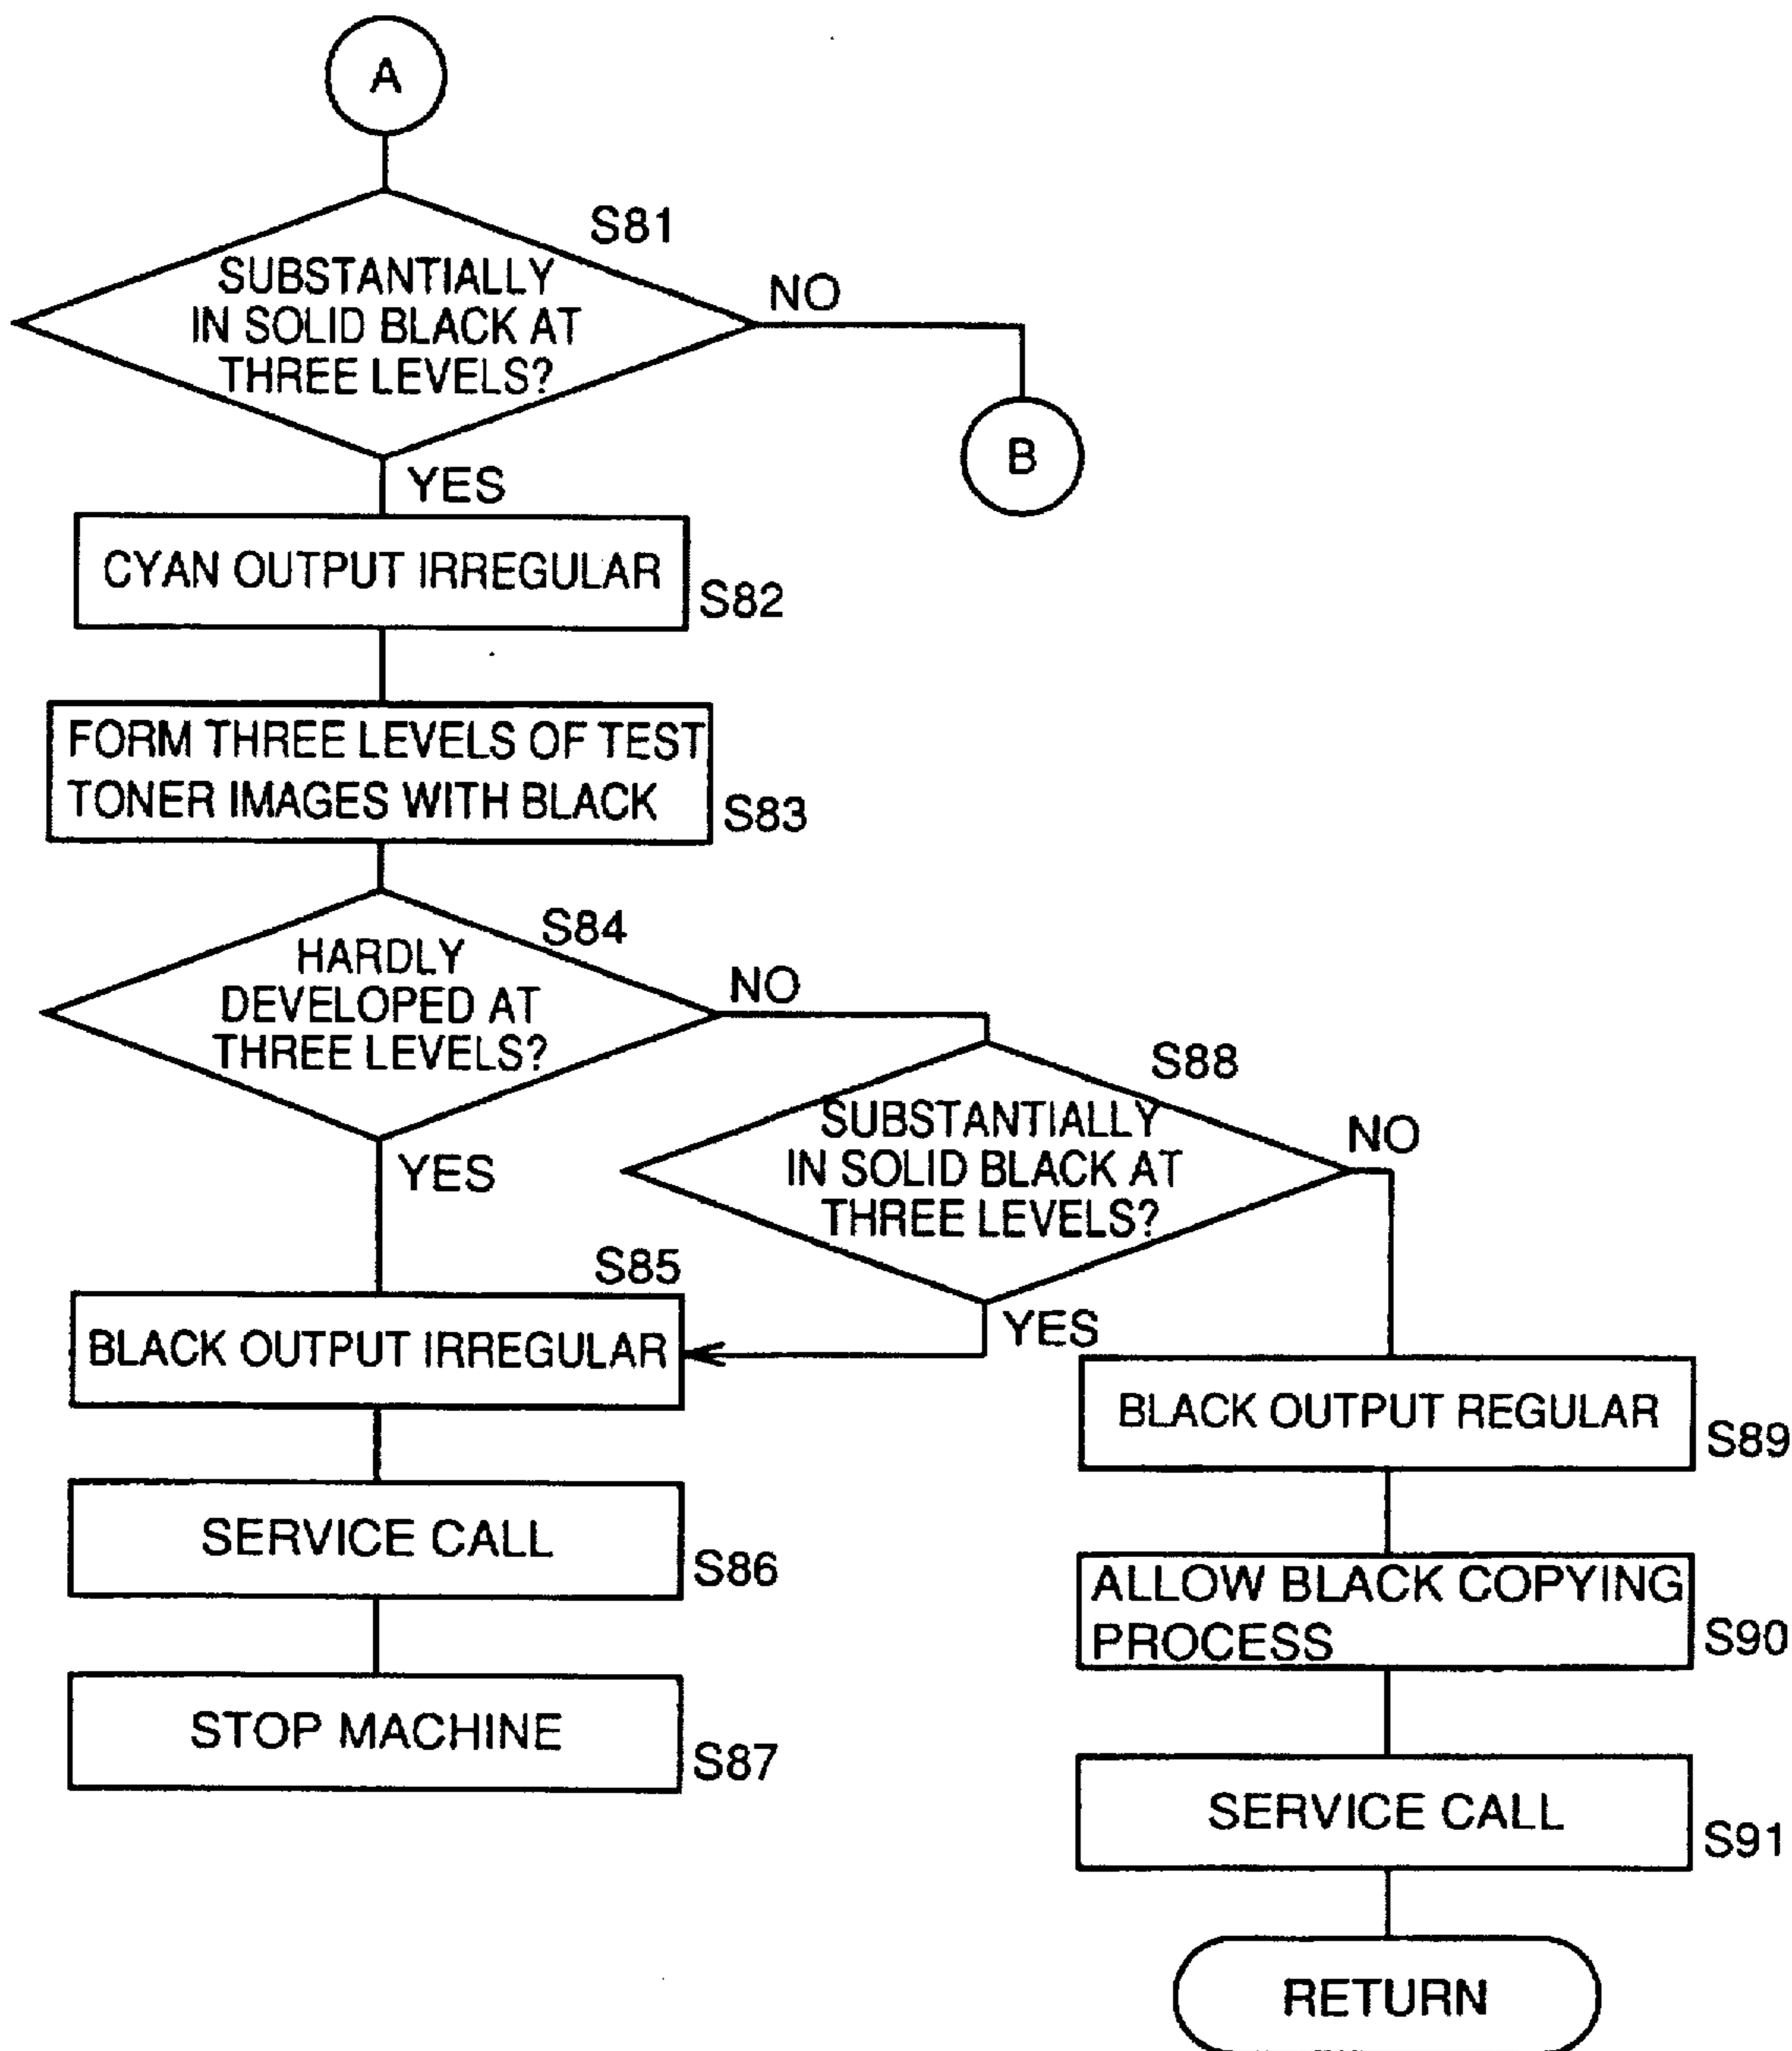 A
S81
SUBSTANTIALLY
IN SOLID BLACK AT
THREE LEVELS?
NO
B
YES
CYAN OUTPUT IRREGULAR
S82
FORM THREE LEVELS OF TEST
TONER IMAGES WITH BLACK
S83
S84
HARDLY
DEVELOPED AT
THREE LEVELS?
NO
YES
S88
SUBSTANTIALLY
IN SOLID BLACK AT
THREE LEVELS?
NO
YES
S85
BLACK OUTPUT IRREGULAR
SERVICE CALL
S86
STOP MACHINE
S87
BLACK OUTPUT REGULAR
S89
ALLOW BLACK COPYING
PROCESS
S90
SERVICE CALL
S91
RETURN